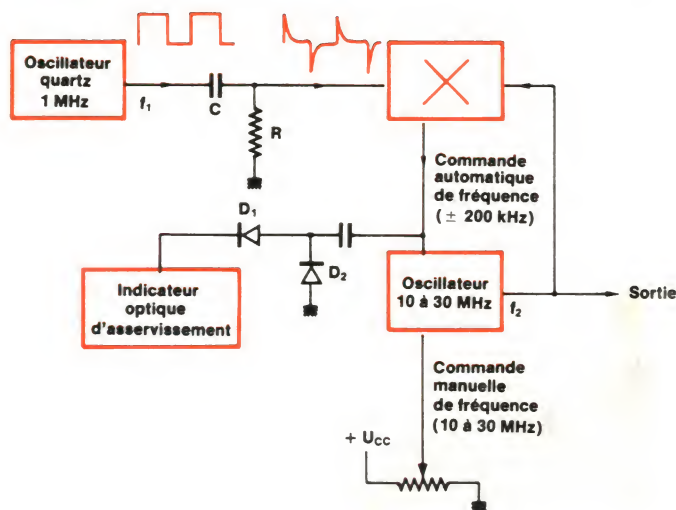 Oscillateur
quartz
1 MHz
f₁
C
R
Commande
automatique
de fréquence
(± 200 kHz)
D₁
D₂
Indicateur
optique
d'asservissement
Oscillateur
10 à 30 MHz
f₂
Sortie
Commande
manuelle
de fréquence
(10 à 30 MHz)
+ Ucc